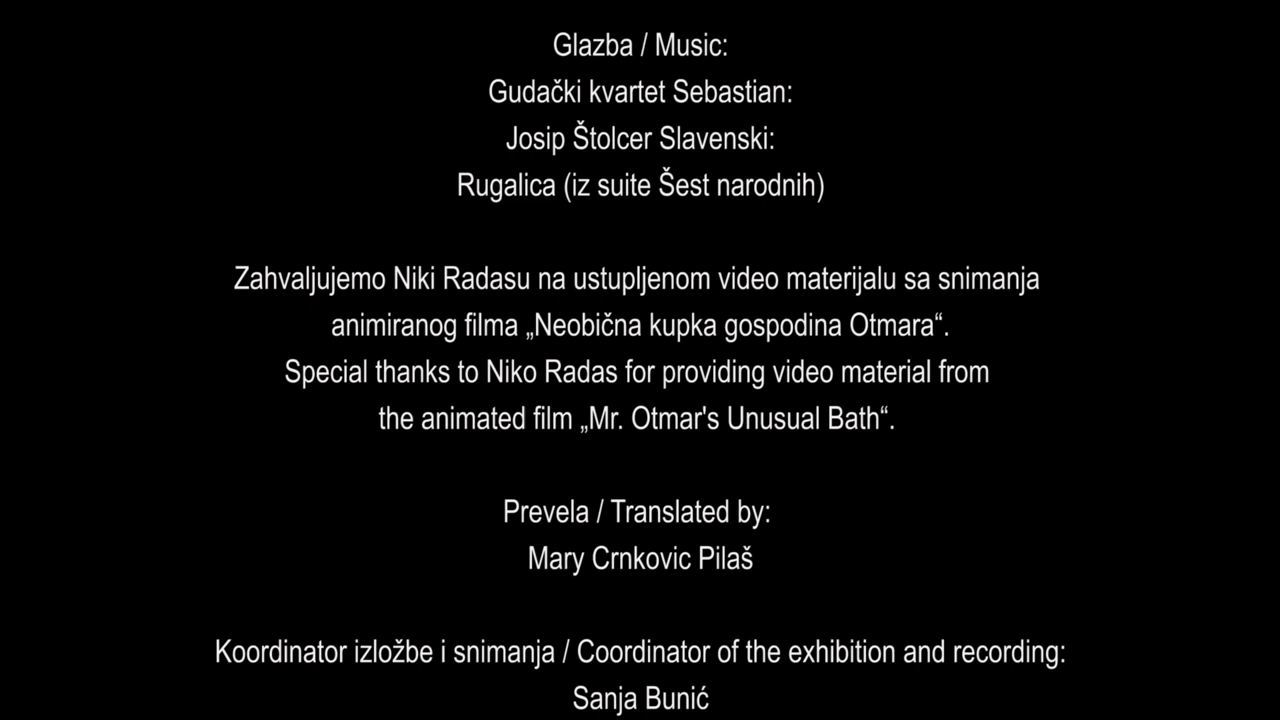 Glazba / Music:
Gudački kvartet Sebastian:
Josip Štolcer Slavenski:
Rugalica (iz suite Šest narodnih)
Zahvaljujemo Niki Radasu na ustupljenom video materijalu sa snimanja
animiranog filma „Neobična kupka gospodina Otmara“.
Special thanks to Niko Radas for providing video material from
the animated film „Mr. Otmar's Unusual Bath“.
Prevela / Translated by:
Mary Crnkovic Pilaš
Koordinator izložbe i snimanja / Coordinator of the exhibition and recording:
Sanja Bunić